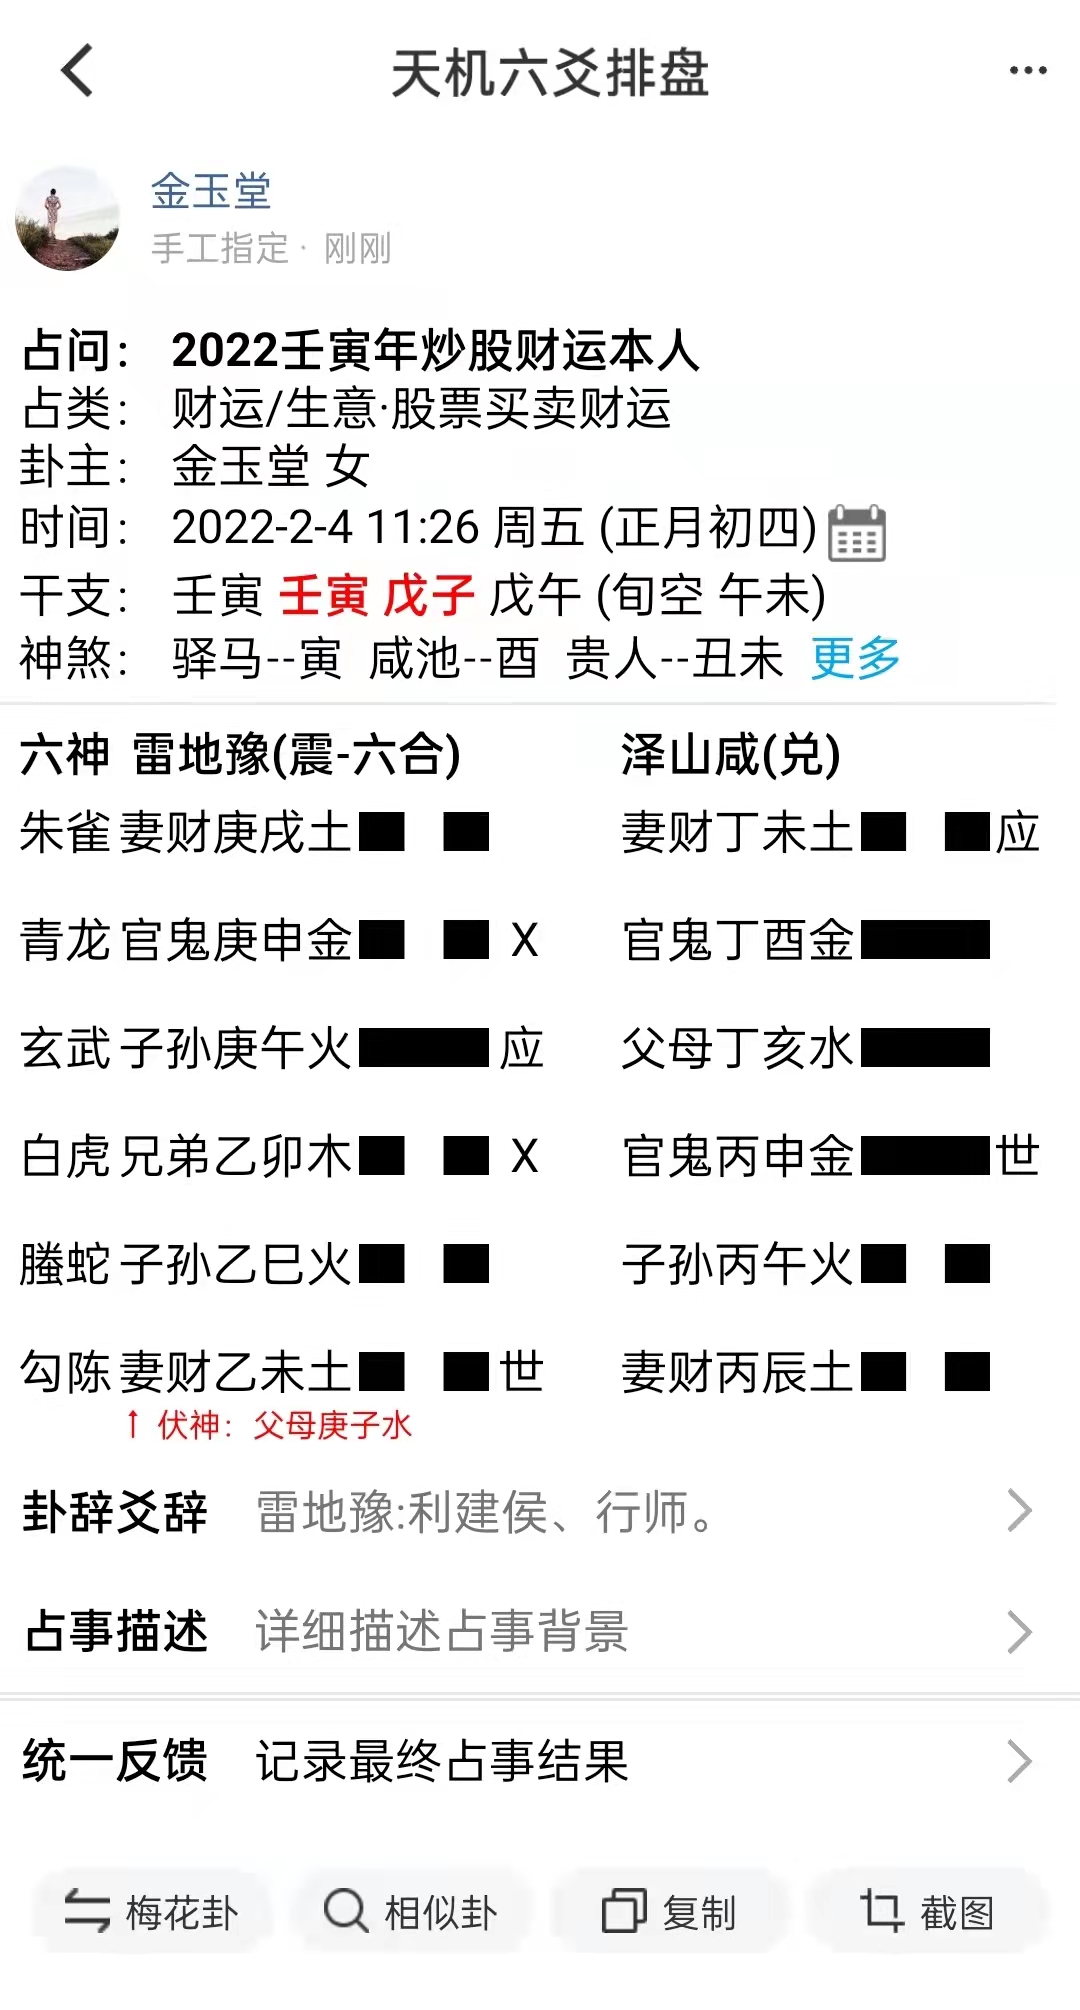 天机六爻排盘
金玉堂
手工指定· 刚刚
占问： 2022壬寅年炒股财运本人
占类： 财运/生意·股票买卖财运
卦主： 金玉堂 女
时间： 2022-2-4 11:26 周五 (正月初四)
干支： 壬寅 壬寅 戊子 戊午 (旬空 午未)
神煞： 驿马--寅 咸池--酉 贵人--丑未 更多
六神 雷地豫(震-六合) 泽山咸(兑)
朱雀 妻财庚戌土 妻财丁未土 应
青龙 官鬼庚申金 X 官鬼丁酉金
玄武 子孙庚午火 应 父母丁亥水
白虎 兄弟乙卯木 X 官鬼丙申金 世
螣蛇 子孙乙巳火 子孙丙午火
勾陈 妻财乙未土 世 妻财丙辰土
↑ 伏神：父母庚子水
卦辞爻辞 雷地豫:利建侯、行师。
占事描述 详细描述占事背景
统一反馈 记录最终占事结果
梅花卦 相似卦 复制 截图